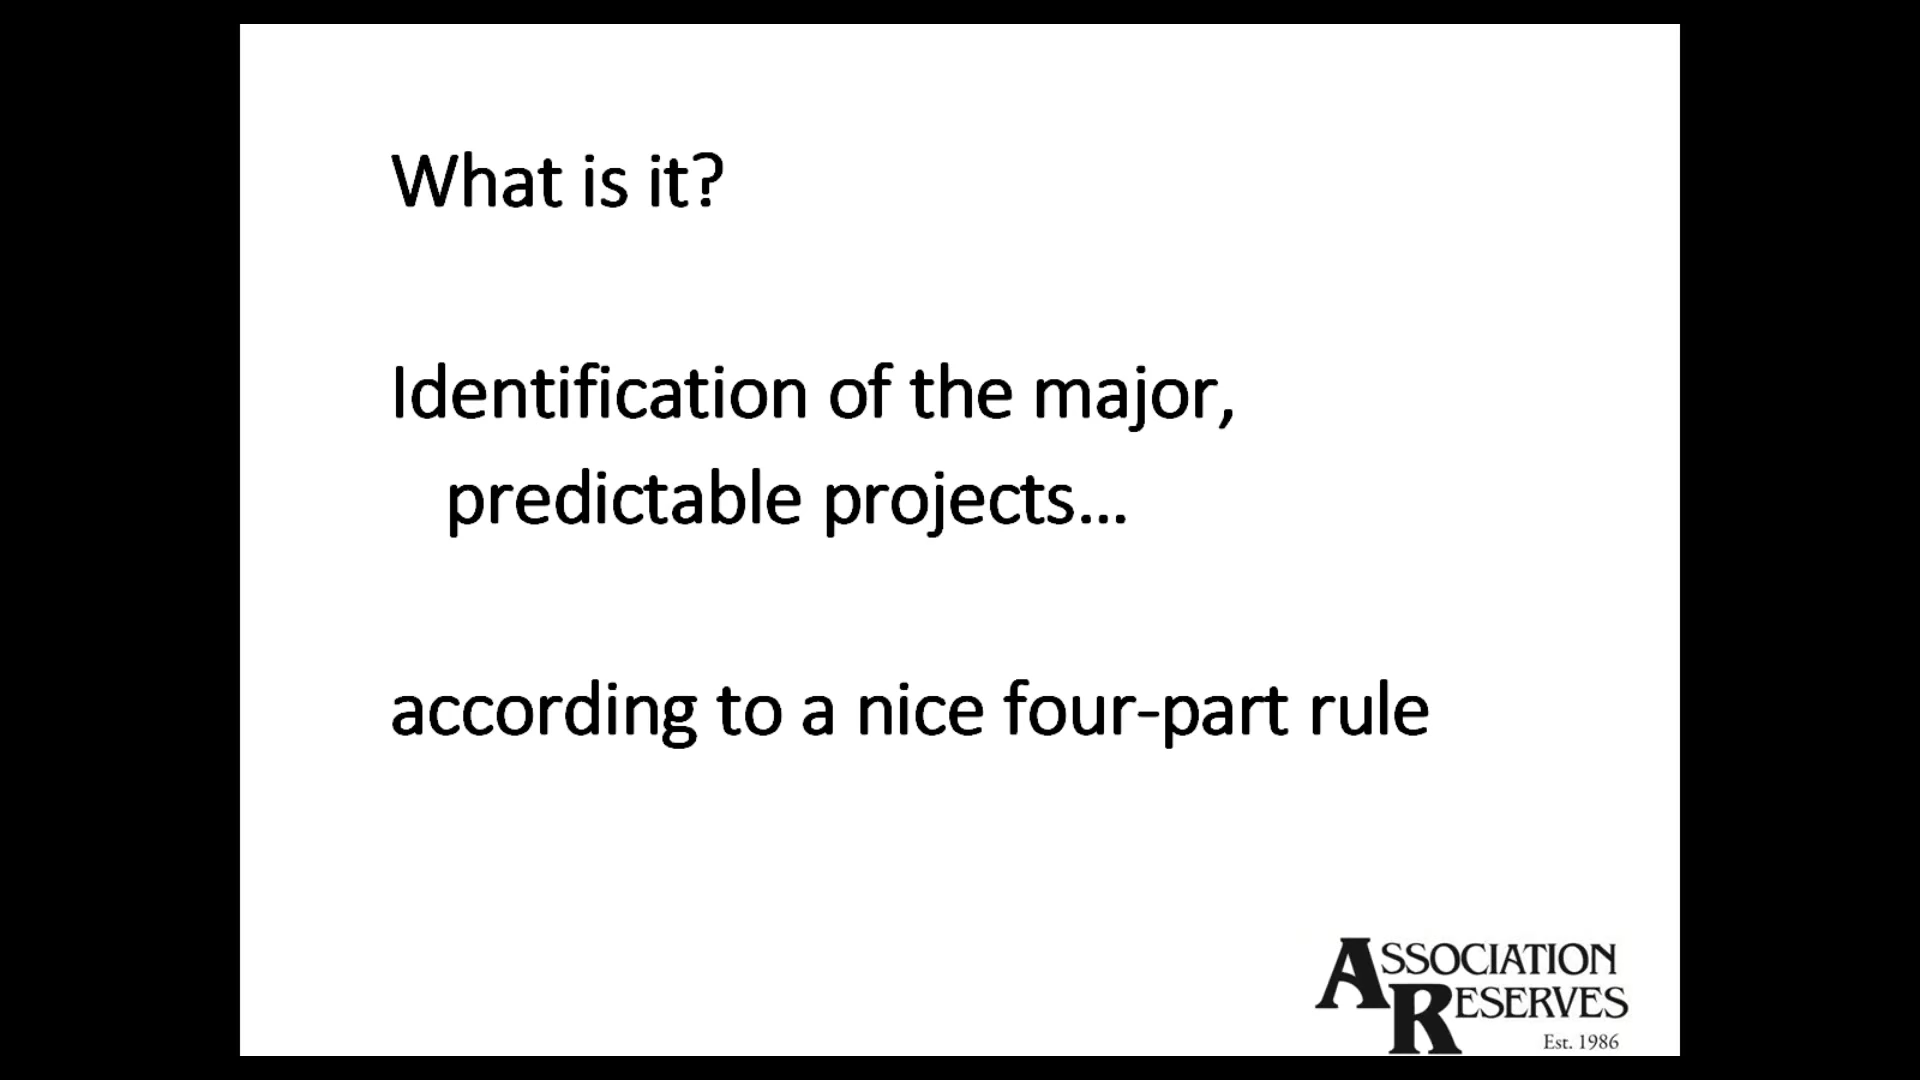 What is it?
Identification of the major,
predictable projects...
according to a nice four-part rule
ASSOCIATION
RESERVES
Est. 1986